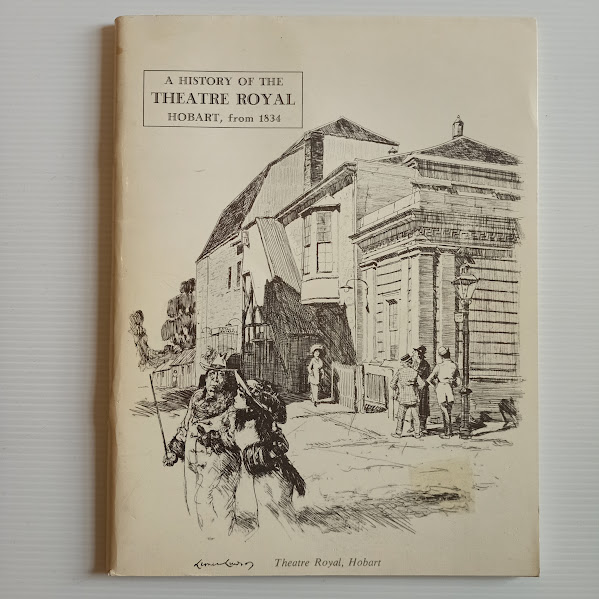 A HISTORY OF THE
THEATRE ROYAL
HOBART, from 1834
Theatre Royal, Hobart